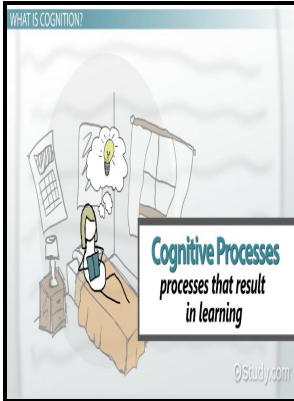 WHAT IS COGNITION?
Cognitive Processes
processes that result
in learning
Study.com